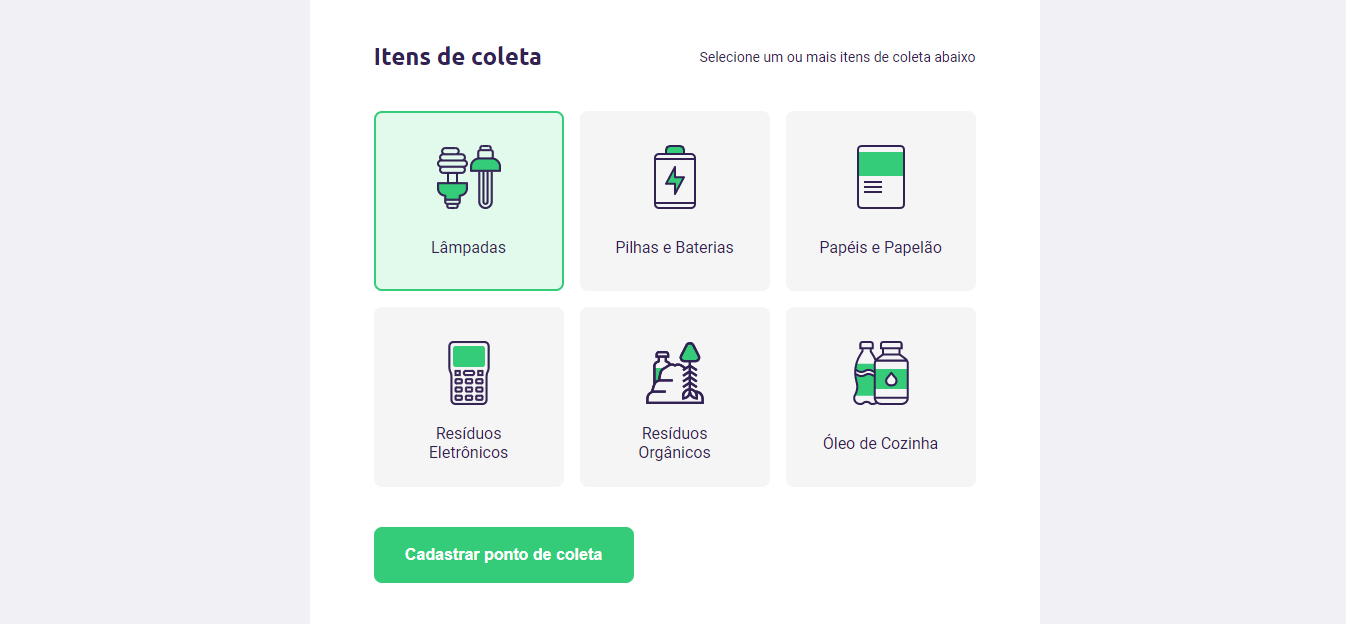 Itens de coleta
Selecione um ou mais itens de coleta abaixo
Lâmpadas
Pilhas e Baterias
Papéis e Papelão
Resíduos
Eletrônicos
Resíduos
Orgânicos
Óleo de Cozinha
Cadastrar ponto de coleta